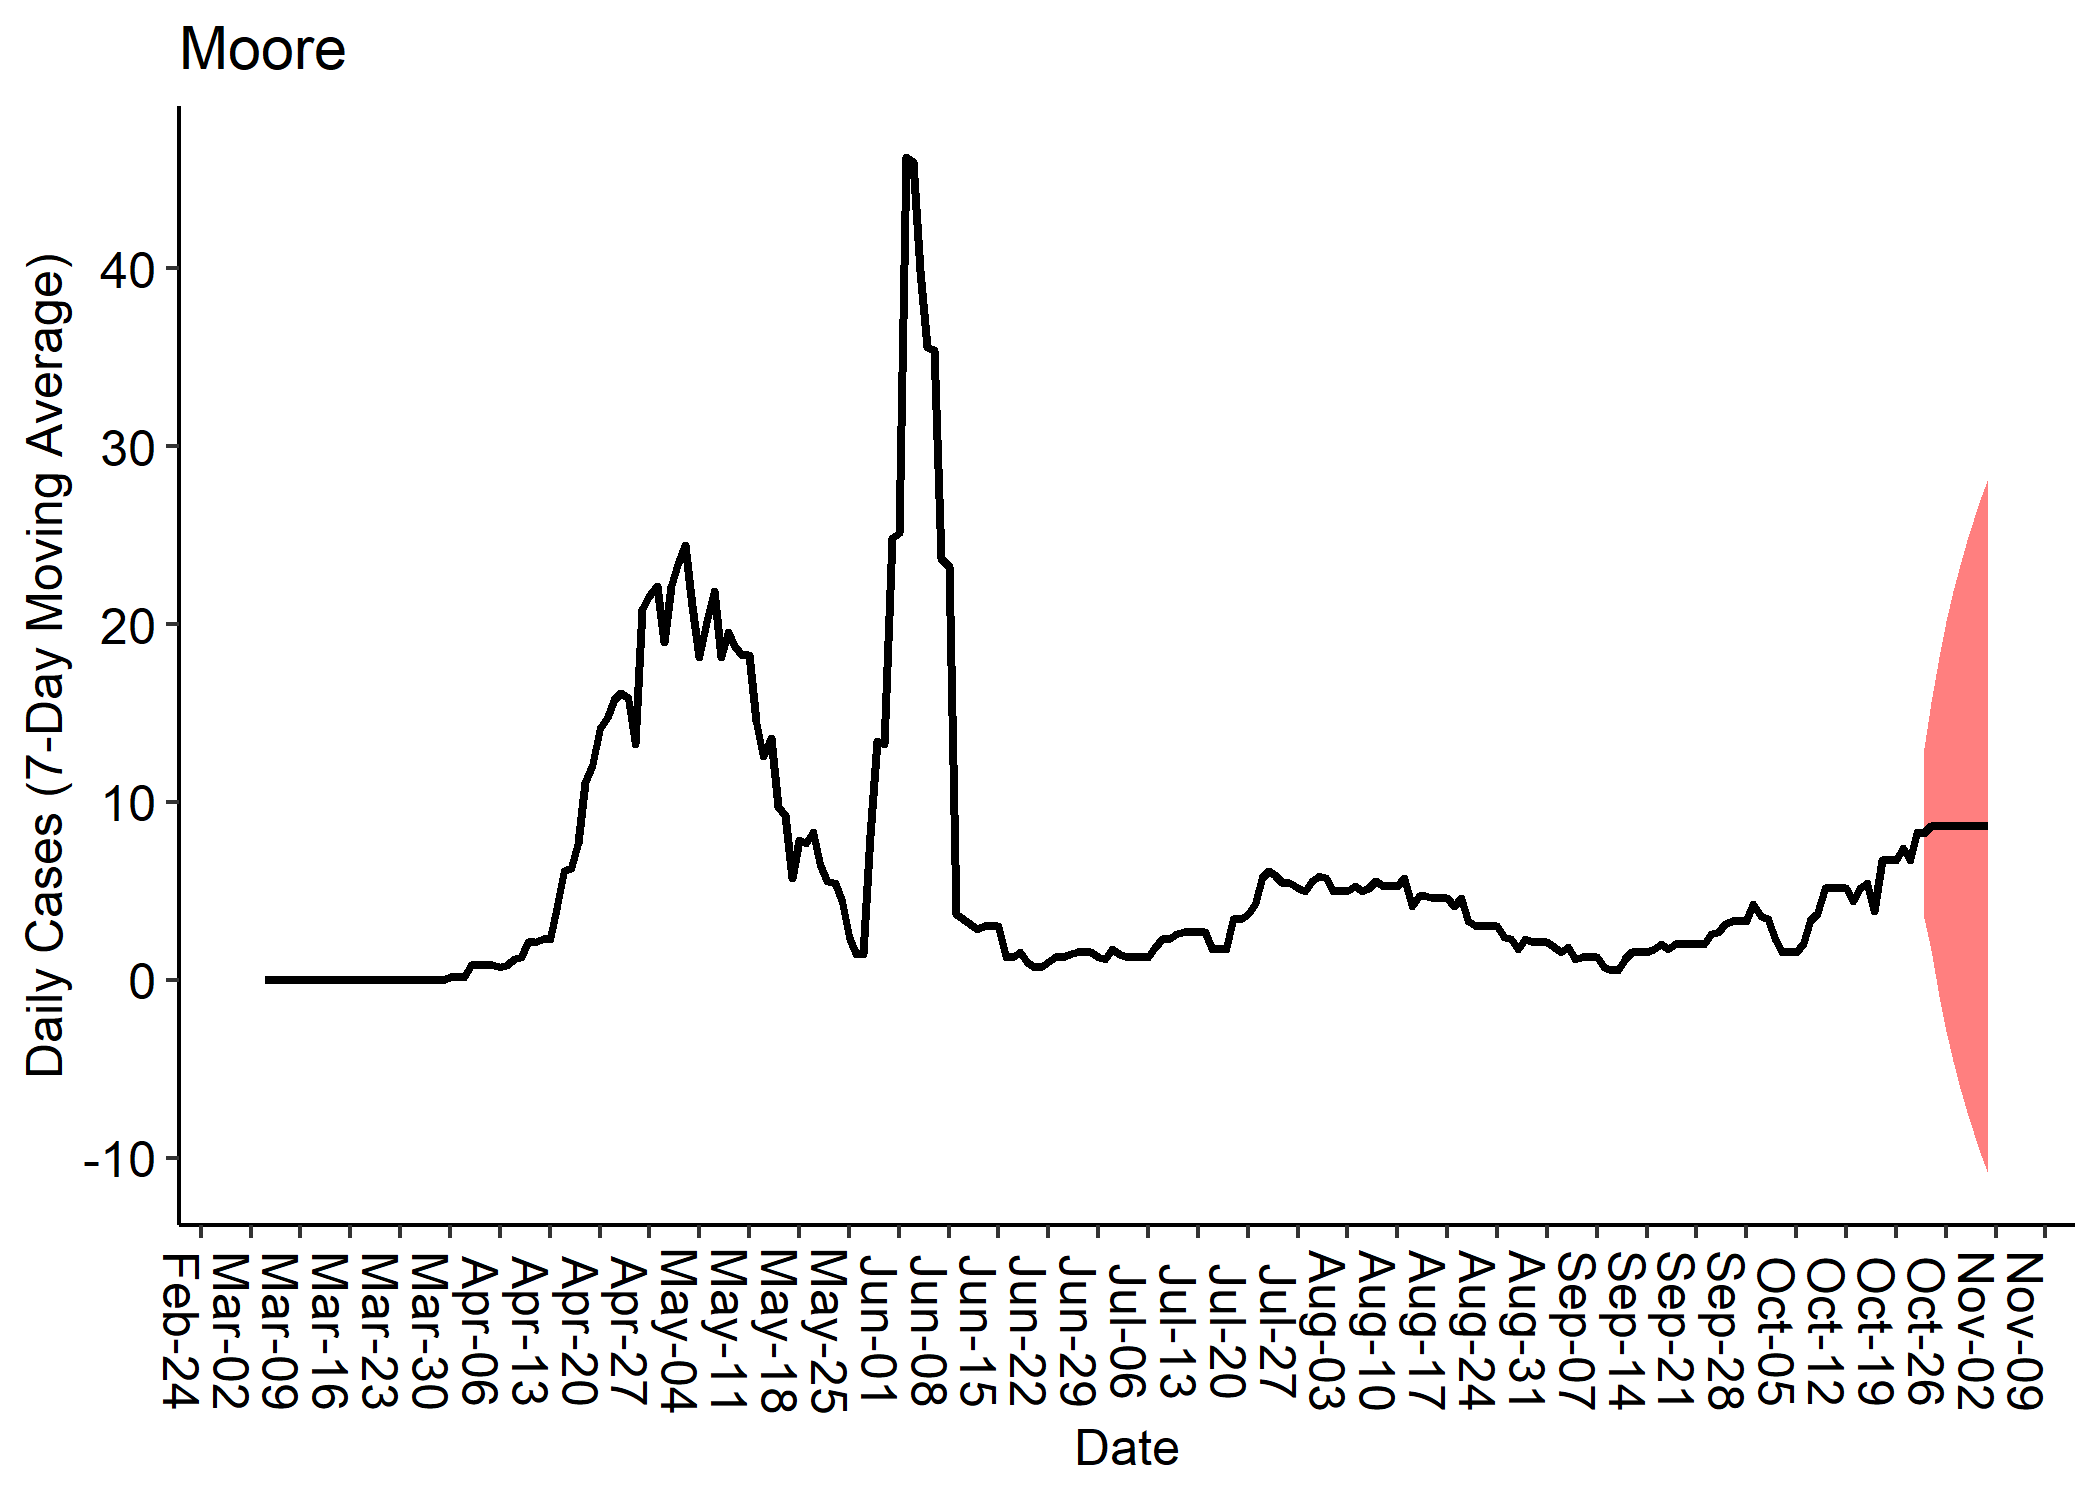 Moore
Daily Cases (7-Day Moving Average)
40
30
20
10
0
-10
Feb-24
Mar-02
Mar-09
Mar-16
Mar-23
Mar-30
Apr-06
Apr-13
Apr-20
Apr-27
May-04
May-11
May-18
May-25
Jun-01
Jun-08
Jun-15
Jun-22
Jun-29
Jul-06
Jul-13
Jul-20
Jul-27
Aug-03
Aug-10
Aug-17
Aug-24
Aug-31
Sep-07
Sep-14
Sep-21
Sep-28
Oct-05
Oct-12
Oct-19
Oct-26
Nov-02
Nov-09
Date